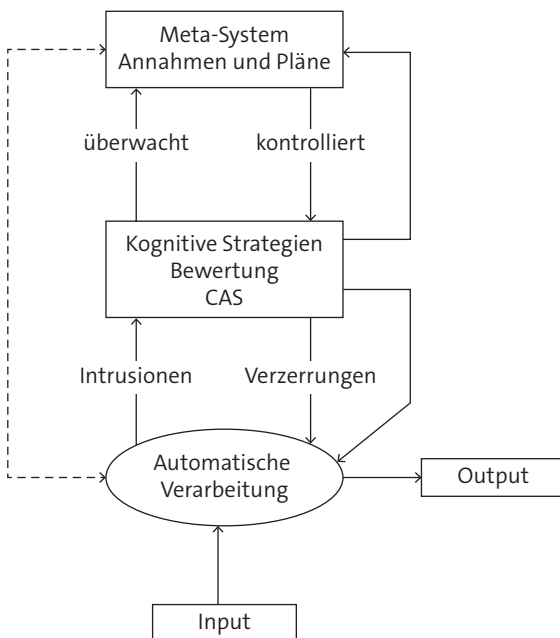 Meta-System
Annahmen und Pläne
überwacht
kontrolliert
Kognitive Strategien
Bewertung
CAS
Intrusionen
Verzerrungen
Automatische
Verarbeitung
Output
Input